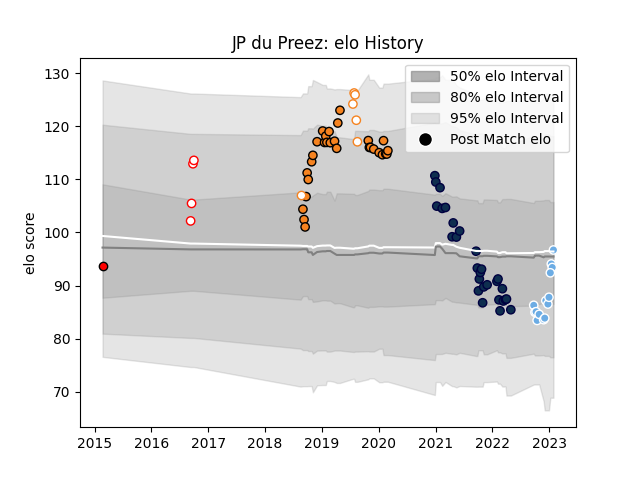 JP du Preez: elo History
50% elo Interval
80% elo Interval
95% elo Interval
Post Match elo
elo score
130
120
110
100
90
80
70
2015 2016 2017 2018 2019 2020 2021 2022 2023